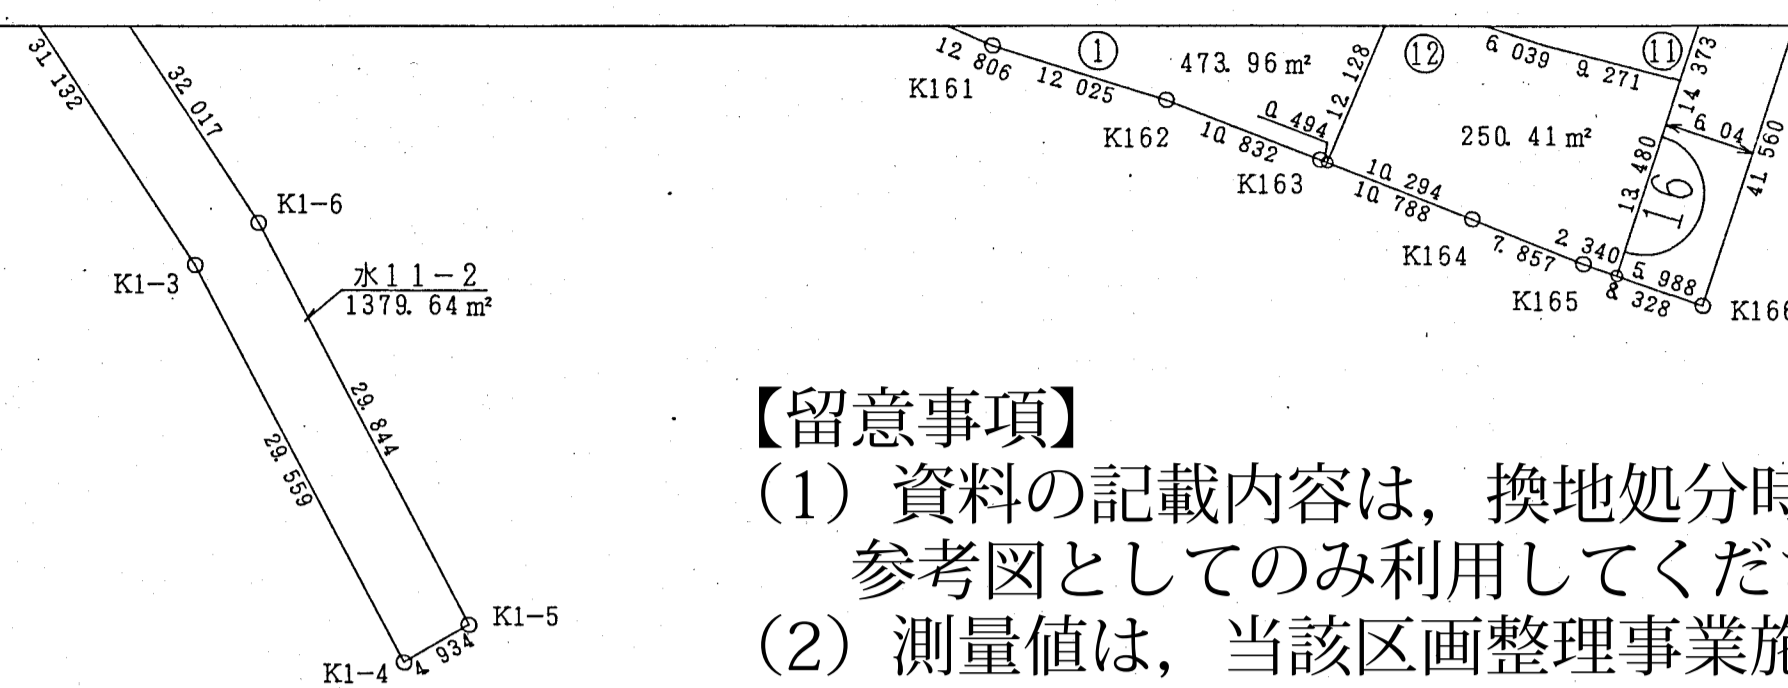 31. 132
32. 017
K1-6
K1-3
水11-2
1379. 64㎡
29. 844
29. 559
K1-5
K1-4
4. 934
12. 806
①
473. 96㎡
12. 128
⑫
6. 039
9. 271
⑪
14. 373
K161
12. 025
0. 494
K162
10. 832
250. 41㎡
6. 04
41. 560
K163
10. 294
10. 788
13. 480
16
K164
7. 857
2. 340
5. 988
K165
8. 328
K166
【留意事項】
(1) 資料の記載内容は，換地処分時
参考図としてのみ利用してくだ
(2) 測量値は，当該区画整理事業施